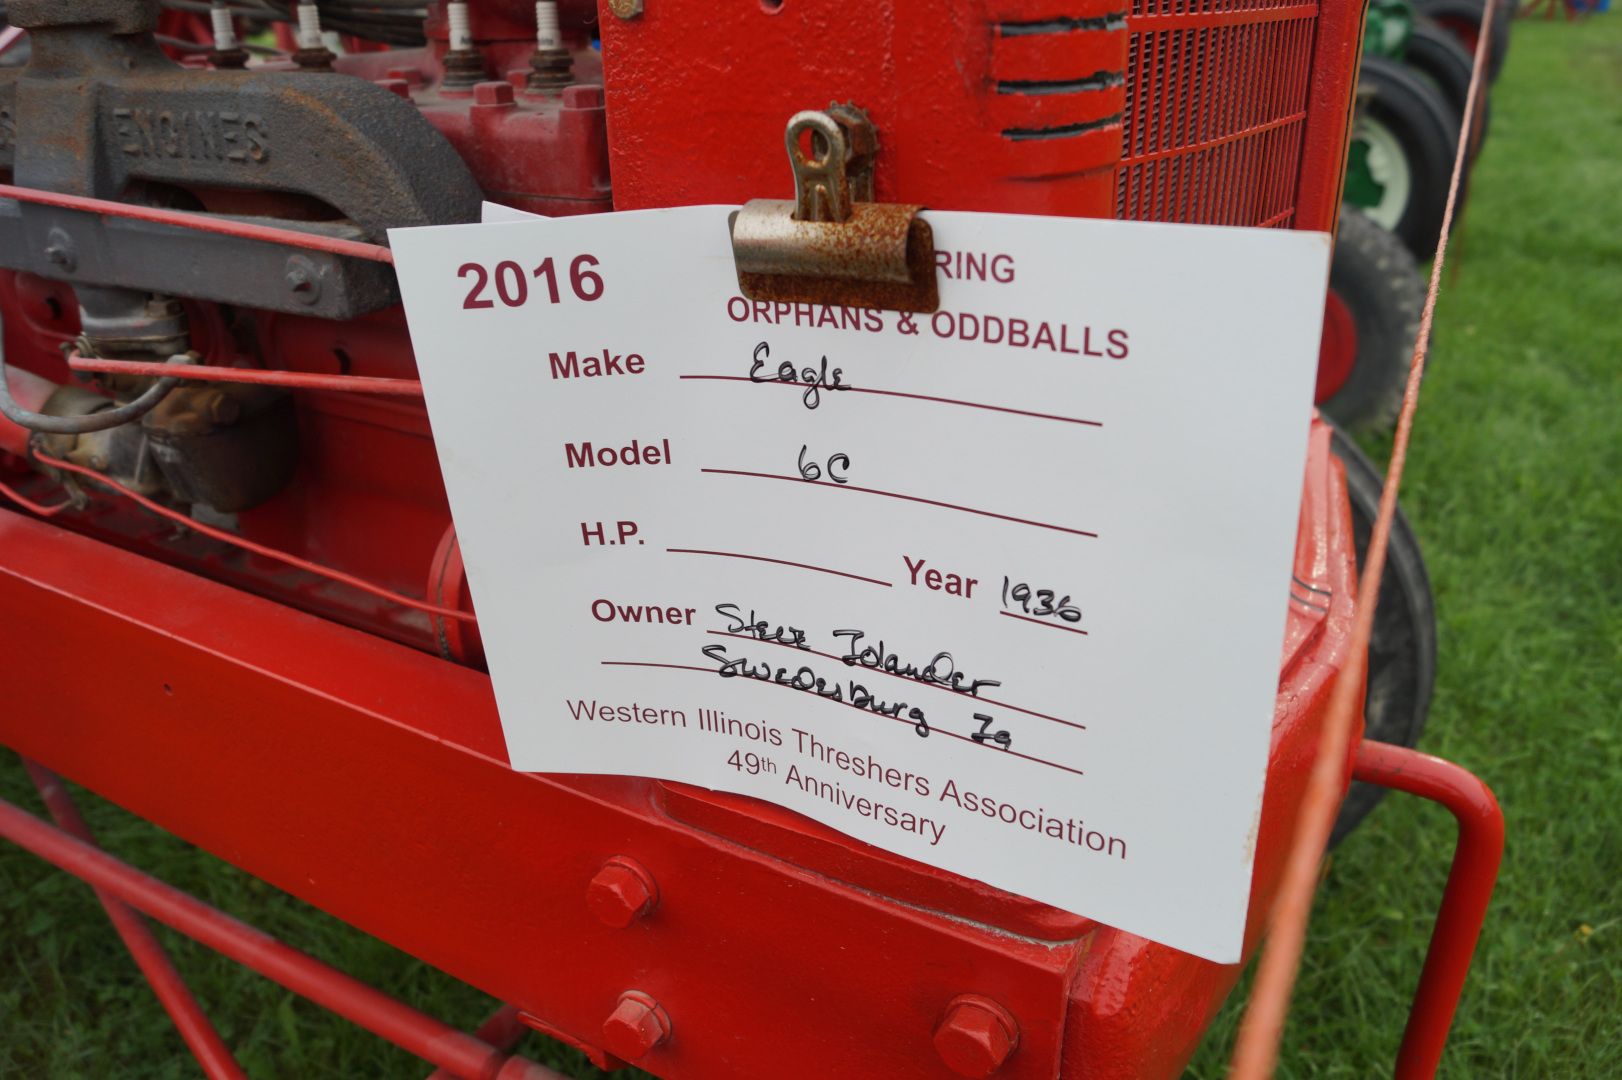 ENGINES
2016 RING
ORPHANS & ODDBALLS
Make Eagle
Model 6C
H.P. Year 1936
Owner Steve Tolander
Swedesburg Ia
Western Illinois Threshers Association
49th Anniversary